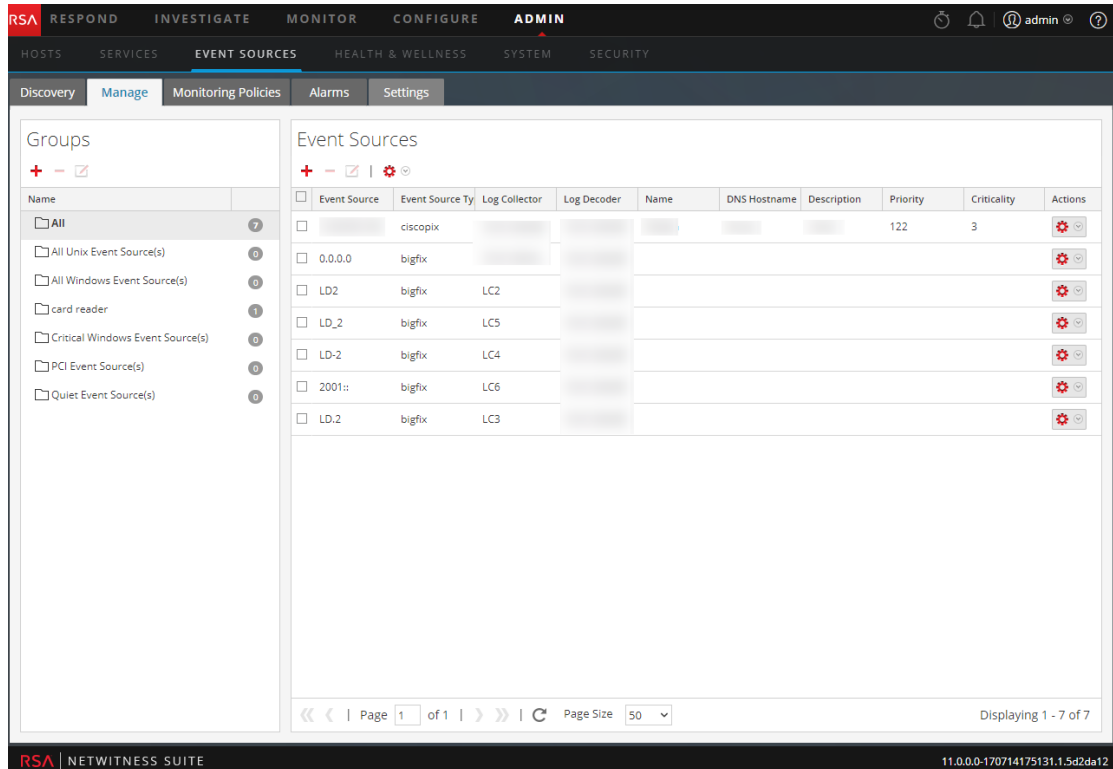 RSA RESPOND INVESTIGATE MONITOR CONFIGURE ADMIN admin ?
HOSTS SERVICES EVENT SOURCES HEALTH & WELLNESS SYSTEM SECURITY
Discovery Manage Monitoring Policies Alarms Settings
Groups
Name
All 7
All Unix Event Source(s) 0
All Windows Event Source(s) 0
card reader 1
Critical Windows Event Source(s) 0
PCI Event Source(s) 0
Quiet Event Source(s) 0
Event Sources
Event Source Event Source Ty Log Collector Log Decoder Name DNS Hostname Description Priority Criticality Actions
ciscopix 122 3
0.0.0.0 bigfix
LD2 bigfix LC2
LD_2 bigfix LC5
LD-2 bigfix LC4
2001:: bigfix LC6
LD.2 bigfix LC3
Page 1 of 1 Page Size 50 Displaying 1 - 7 of 7
RSA NETWITNESS SUITE 11.0.0.0-170714175131.1.5d2da12